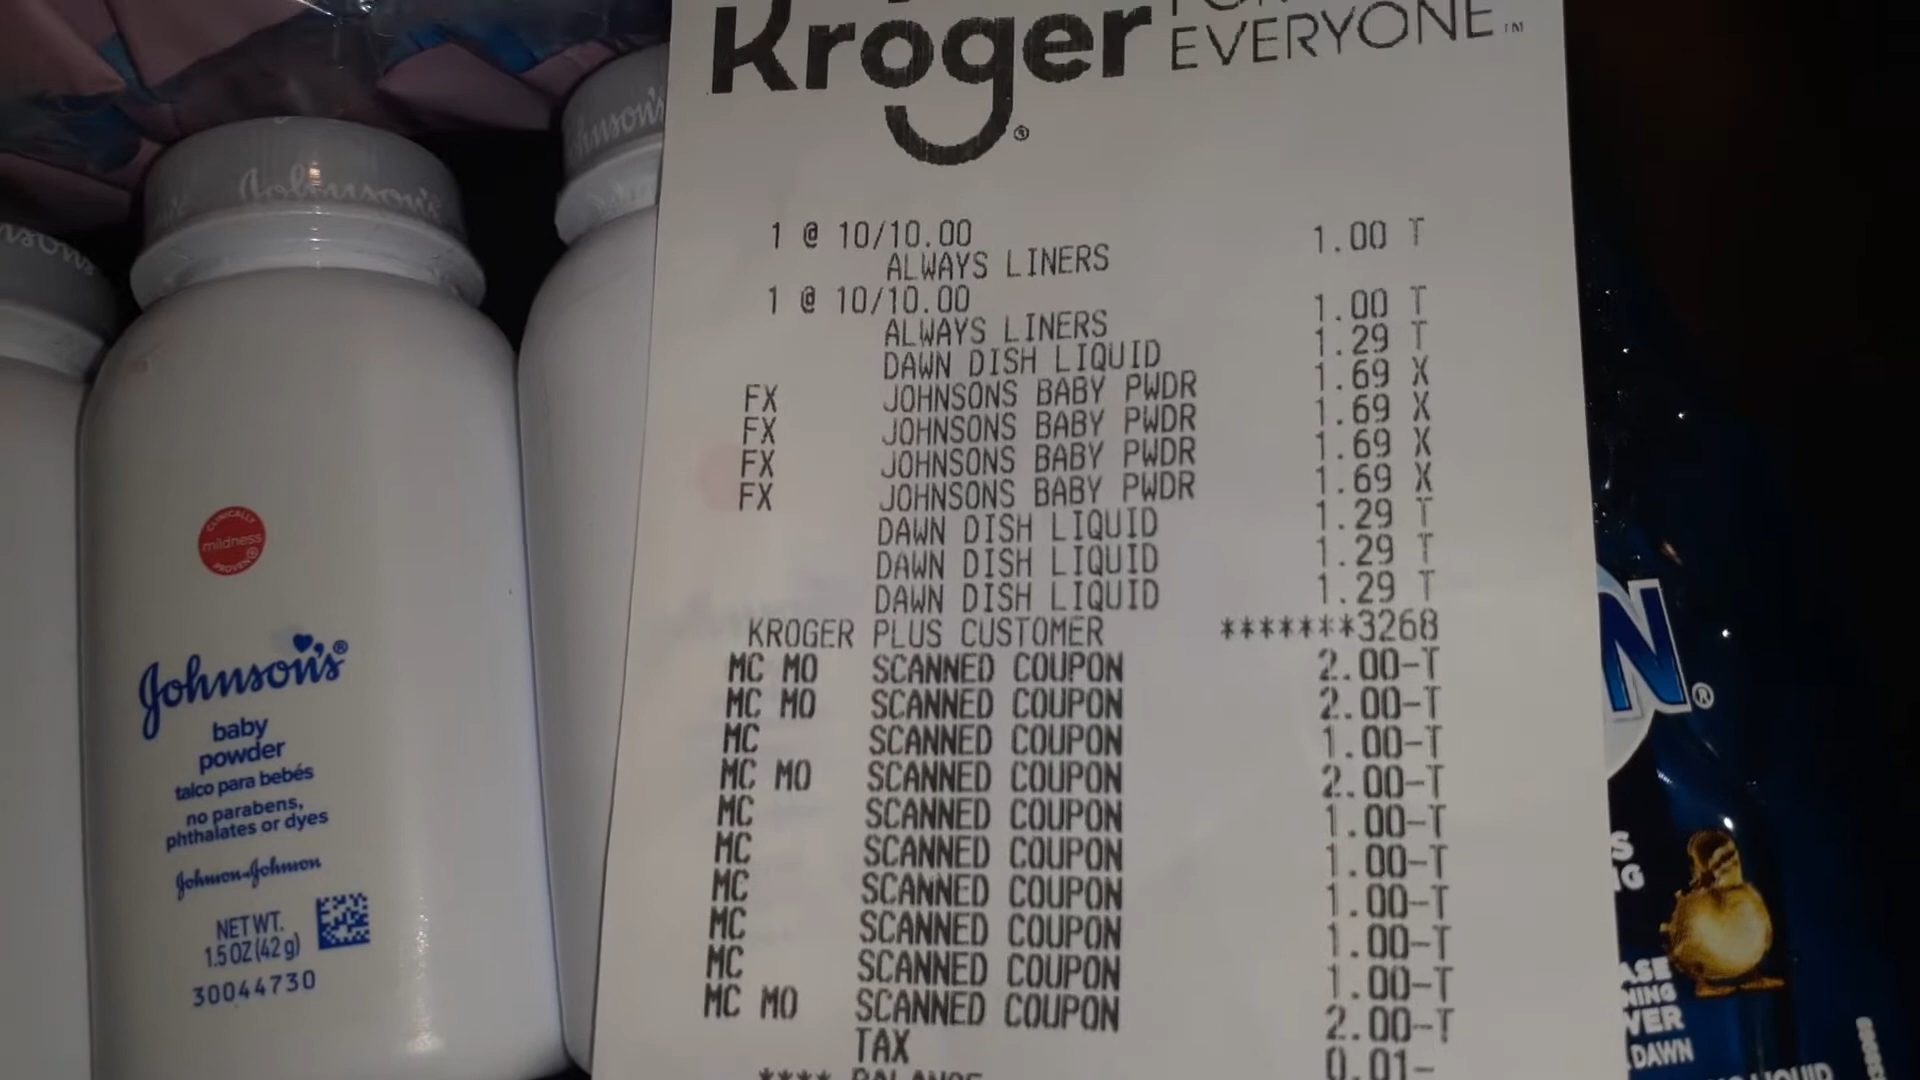 Kroger
EVERYONE™
1 @ 10/10.00
ALWAYS LINERS 1.00 T
1 @ 10/10.00
ALWAYS LINERS 1.00 T
DAWN DISH LIQUID 1.29 T
FX JOHNSONS BABY PWDR 1.69 X
FX JOHNSONS BABY PWDR 1.69 X
FX JOHNSONS BABY PWDR 1.69 X
FX JOHNSONS BABY PWDR 1.69 X
DAWN DISH LIQUID 1.29 T
DAWN DISH LIQUID 1.29 T
DAWN DISH LIQUID 1.29 T
KROGER PLUS CUSTOMER *******3268
MC MO SCANNED COUPON 2.00-T
MC MO SCANNED COUPON 2.00-T
MC SCANNED COUPON 1.00-T
MC MO SCANNED COUPON 2.00-T
MC SCANNED COUPON 1.00-T
MC SCANNED COUPON 1.00-T
MC SCANNED COUPON 1.00-T
MC SCANNED COUPON 1.00-T
MC SCANNED COUPON 1.00-T
MC MO SCANNED COUPON 2.00-T
TAX 0.01-
**** BALANCE
Johnson's
CLINICALLY
mildness
PROVEN
Johnson's®
baby
powder
talco para bebés
no parabens,
phthalates or dyes
Johnson & Johnson
NET WT.
1.5 OZ (42 g)
30044730
N®
DAWN